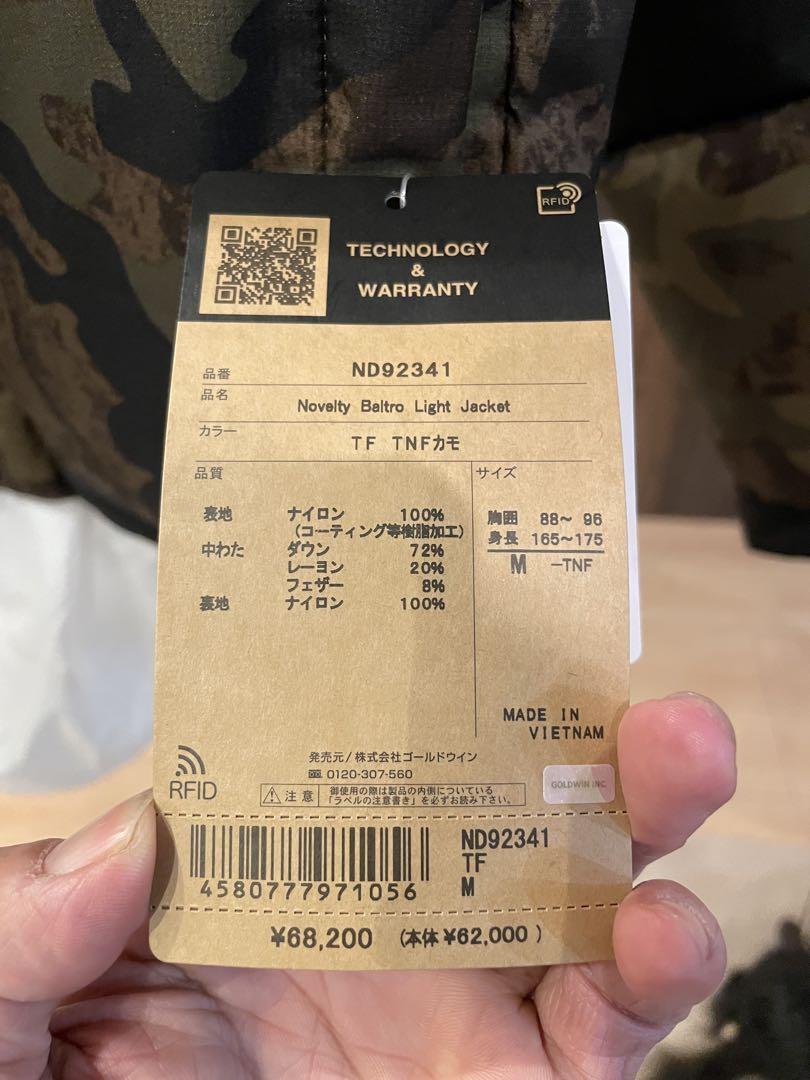 RFID
TECHNOLOGY
&
WARRANTY
品番 ND92341
品名 Novelty Baltro Light Jacket
カラー TF TNFカモ
品質
表地 ナイロン 100%
(コーティング等樹脂加工)
中わた ダウン 72%
レーヨン 20%
フェザー 8%
裏地 ナイロン 100%
サイズ
胸囲 88~ 96
身長 165~175
M -TNF
MADE IN
VIETNAM
RFID
発売元/株式会社ゴールドウイン
0120-307-560
注意 御使用の際は製品の内側についている
「ラベルの注意書き」を必ずお読み下さい。
GOLDWIN INC.
4580777971056
ND92341
TF
M
¥68,200 (本体¥62,000)